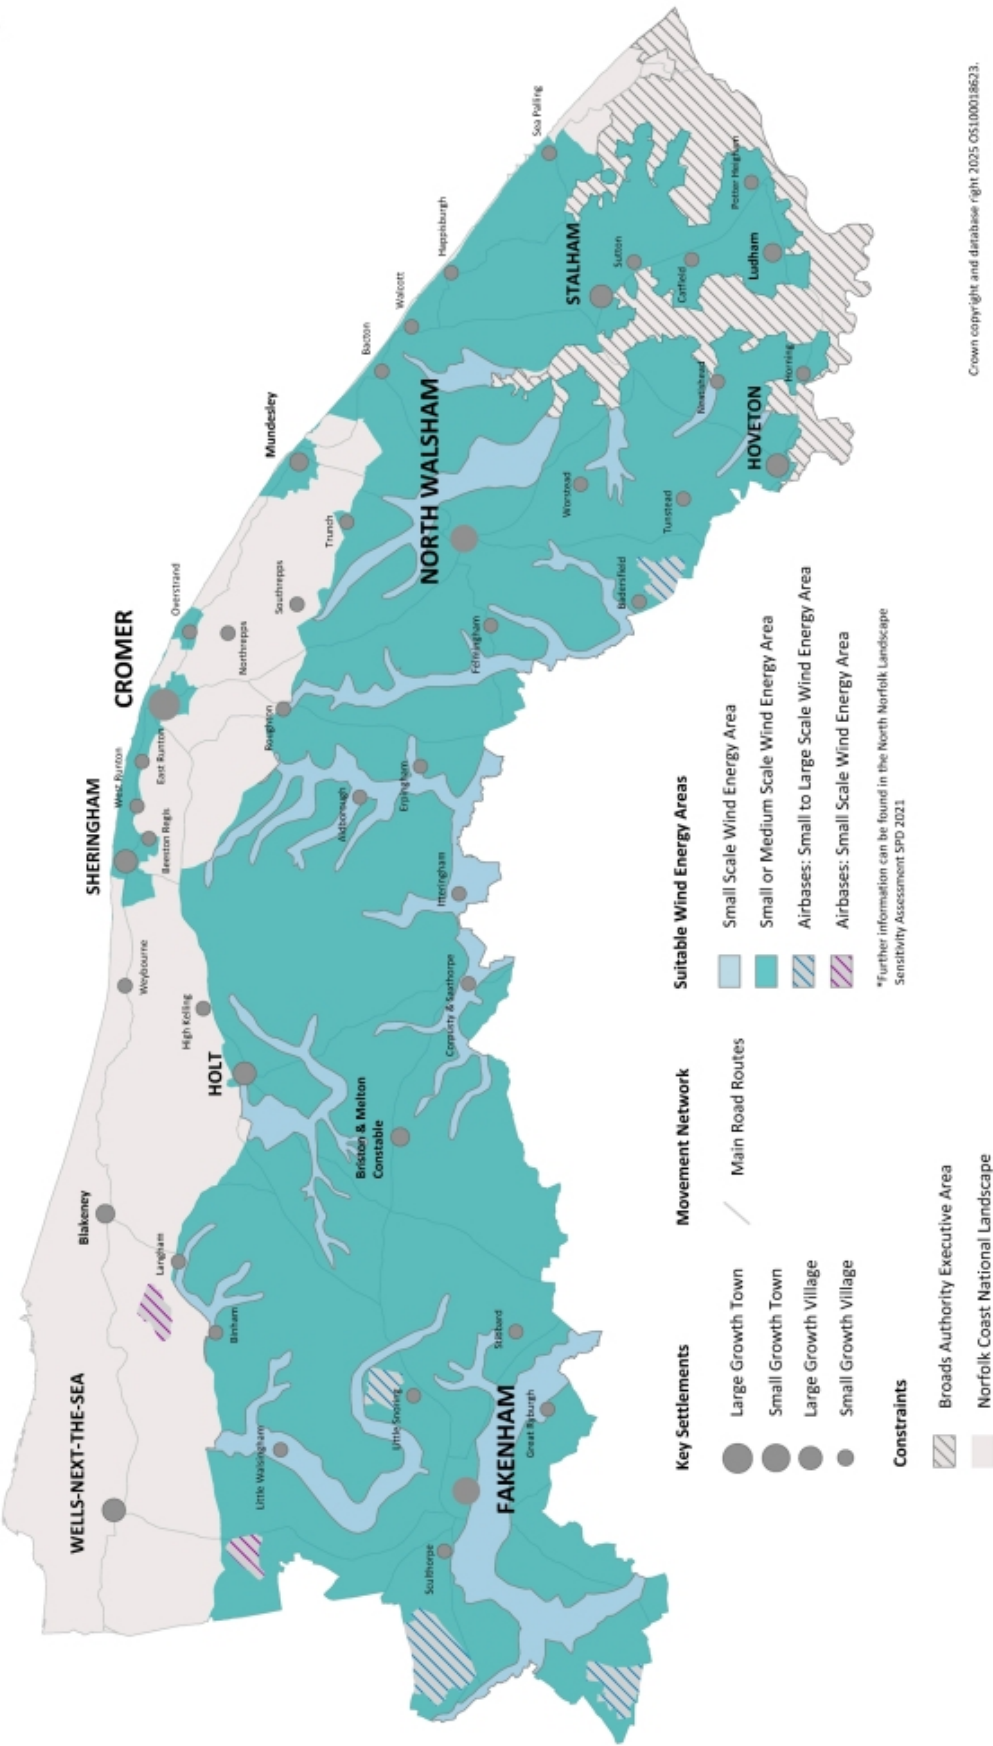 WELLS-NEXT-THE-SEA
Blakeney
Langham
Binham
Weybourne
High Kelling
HOLT
SHERINGHAM
West Runton
East Runton
Beeston Regis
CROMER
Overstrand
Northrepps
Southrepps
Roughton
Trunch
Mundesley
Bacton
Walcott
Happisburgh
Sea Palling
Little Walsingham
Little Snoring
Sculthorpe
FAKENHAM
Great Ryburgh
Stibbard
Briston & Melton
Constable
Corpusty & Saxthorpe
Itteringham
Aldborough
Erpingham
Felmingham
NORTH WALSHAM
Badersfield
Worstead
Tunstead
Neatishead
HOVETON
Horning
STALHAM
Sutton
Catfield
Ludham
Potter Heigham
Key Settlements
Large Growth Town
Small Growth Town
Large Growth Village
Small Growth Village
Constraints
Broads Authority Executive Area
Norfolk Coast National Landscape
Movement Network
Main Road Routes
Suitable Wind Energy Areas
Small Scale Wind Energy Area
Small or Medium Scale Wind Energy Area
Airbases: Small to Large Scale Wind Energy Area
Airbases: Small Scale Wind Energy Area
*Further information can be found in the North Norfolk Landscape
Sensitivity Assessment SPD 2021
Crown copyright and database right 2025 OS100018623.